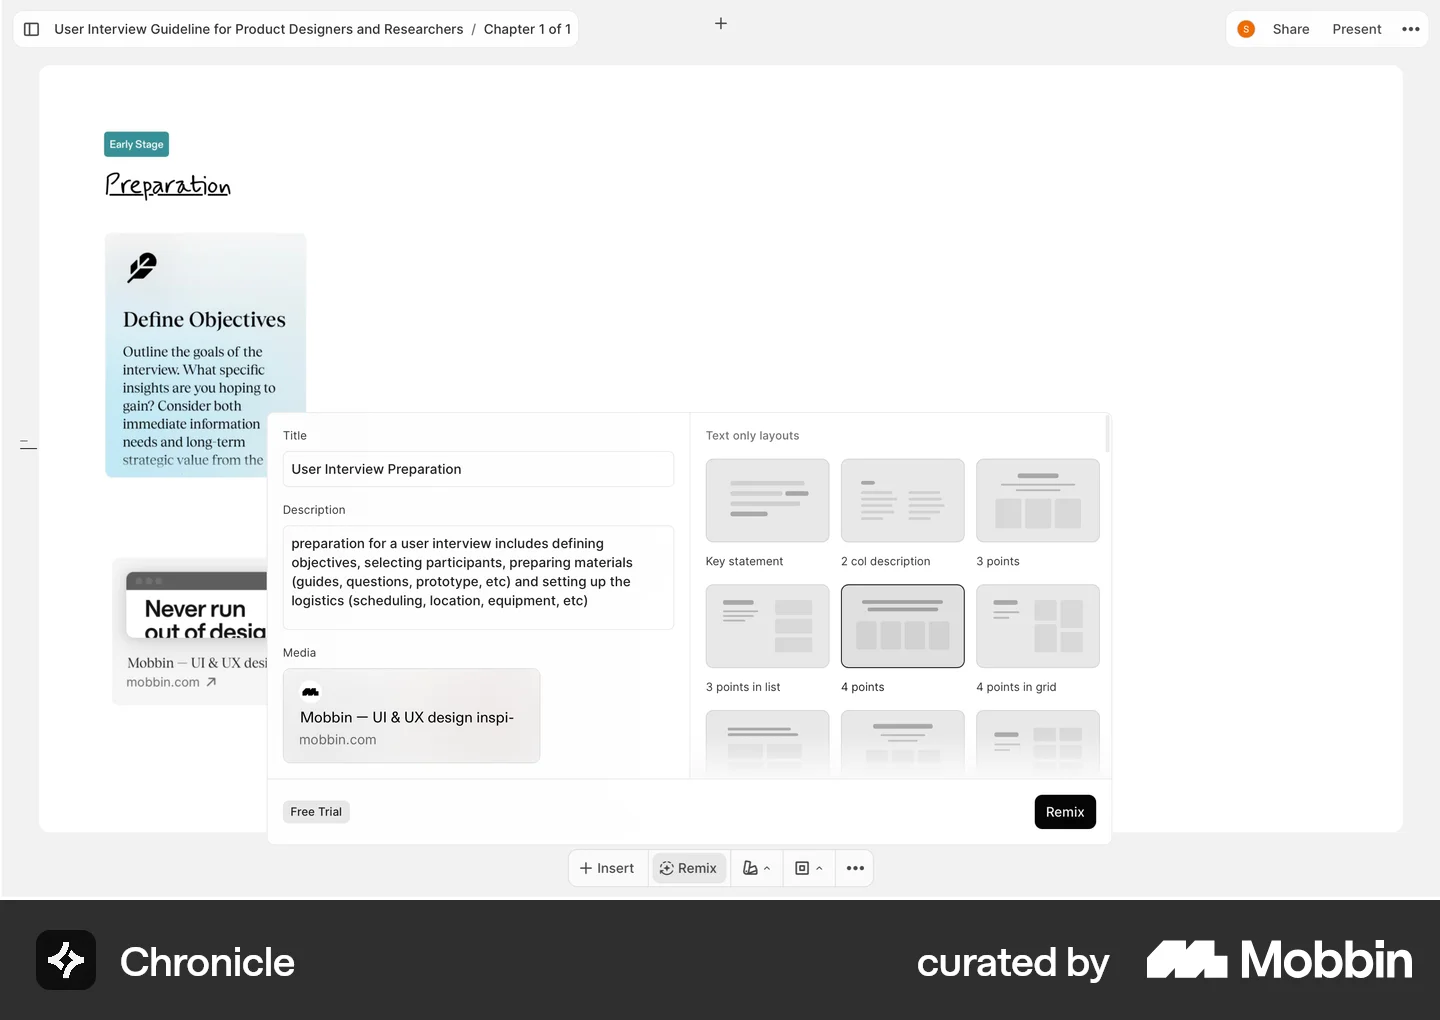 User Interview Guideline for Product Designers and Researchers / Chapter 1 of 1
S
Share
Present
Early Stage
Preparation
Define Objectives
Outline the goals of the
interview. What specific
insights are you hoping to
gain? Consider both
immediate information
needs and long-term
strategic value from the
Never run
out of desig
Mobbin — UI & UX desi
mobbin.com
Title
User Interview Preparation
Description
preparation for a user interview includes defining
objectives, selecting participants, preparing materials
(guides, questions, prototype, etc) and setting up the
logistics (scheduling, location, equipment, etc)
Media
Mobbin — UI & UX design inspi-
mobbin.com
Text only layouts
Key statement
2 col description
3 points
3 points in list
4 points
4 points in grid
Free Trial
Remix
Insert
Remix
Chronicle
curated by
Mobbin